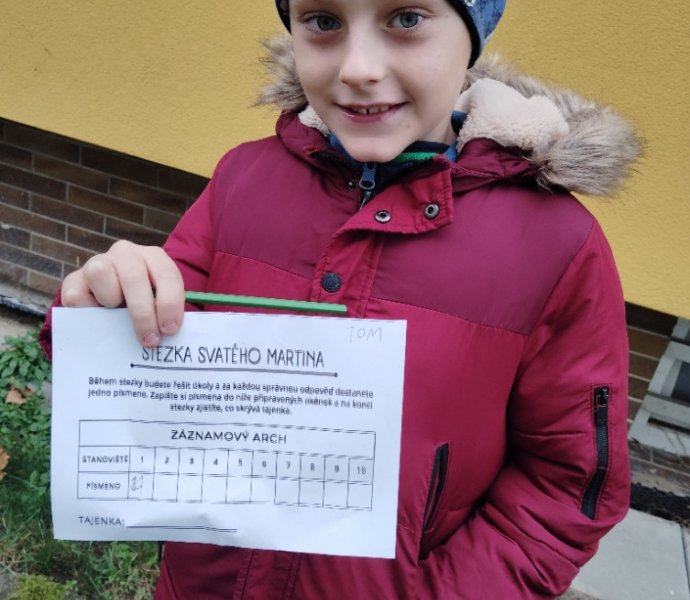 TOM
STEZKA SVATÉHO MARTINA
Během stezky budete řešit úkoly a za každou správnou odpověď dostanete
jedno písmeno. Zapište si písmena do níže připravených okének a na konci
stezky zjistíte, co skrývá tajenka.
ZÁZNAMOVÝ ARCH
STANOVIŠTĚ 1 2 3 4 5 6 7 8 9 10
PÍSMENO
TAJENKA: